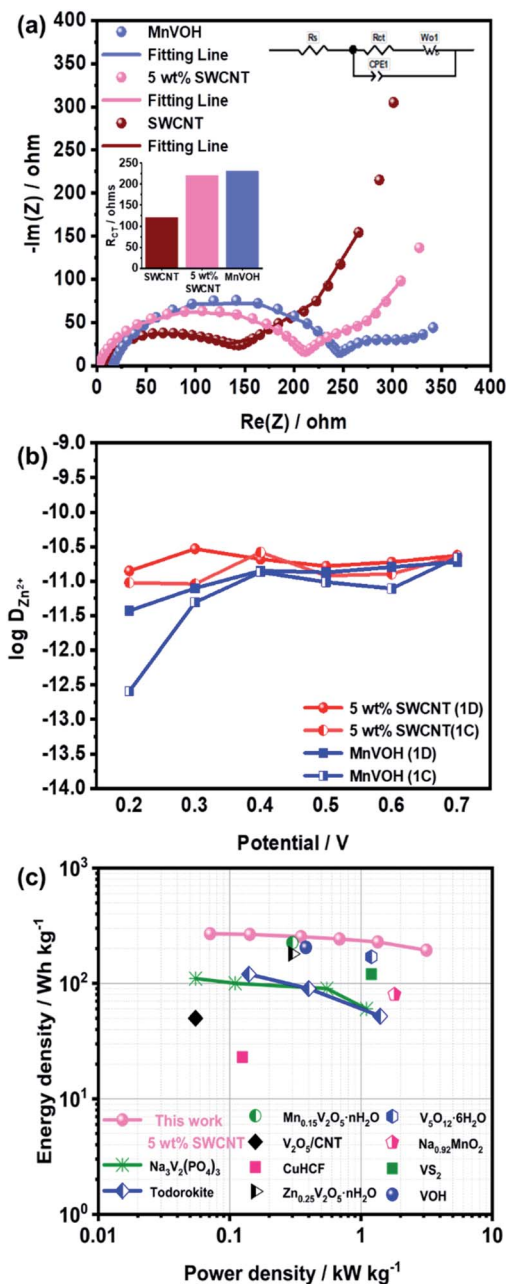 (a)
MnVOH
Fitting Line
5 wt% SWCNT
Fitting Line
SWCNT
Fitting Line
Rs
Rct
Wo1
CPE1
-Im(Z) / ohm
400
350
300
250
200
150
100
50
0
R_CT / ohms
250
200
150
100
50
0
SWCNT
5 wt%
SWCNT
MnVOH
0 50 100 150 200 250 300 350 400
Re(Z) / ohm
(b)
log D_Zn²⁺
-9.0
-10.0
-10.5
-11.0
-11.5
-12.0
-12.5
-13.0
-13.5
-14.0
5 wt% SWCNT (1D)
5 wt% SWCNT(1C)
MnVOH (1D)
MnVOH (1C)
0.2 0.3 0.4 0.5 0.6 0.7
Potential / V
(c)
Energy density / Wh kg⁻¹
10³
10²
10¹
10⁰
This work
5 wt% SWCNT
Na₃V₂(PO₄)₃
Todorokite
Mn₀.₁₅V₂O₅·nH₂O
V₂O₅/CNT
CuHCF
Zn₀.₂₅V₂O₅·nH₂O
V₅O₁₂·6H₂O
Na₀.₉₂MnO₂
VS₂
VOH
0.01 0.1 1 10
Power density / kW kg⁻¹